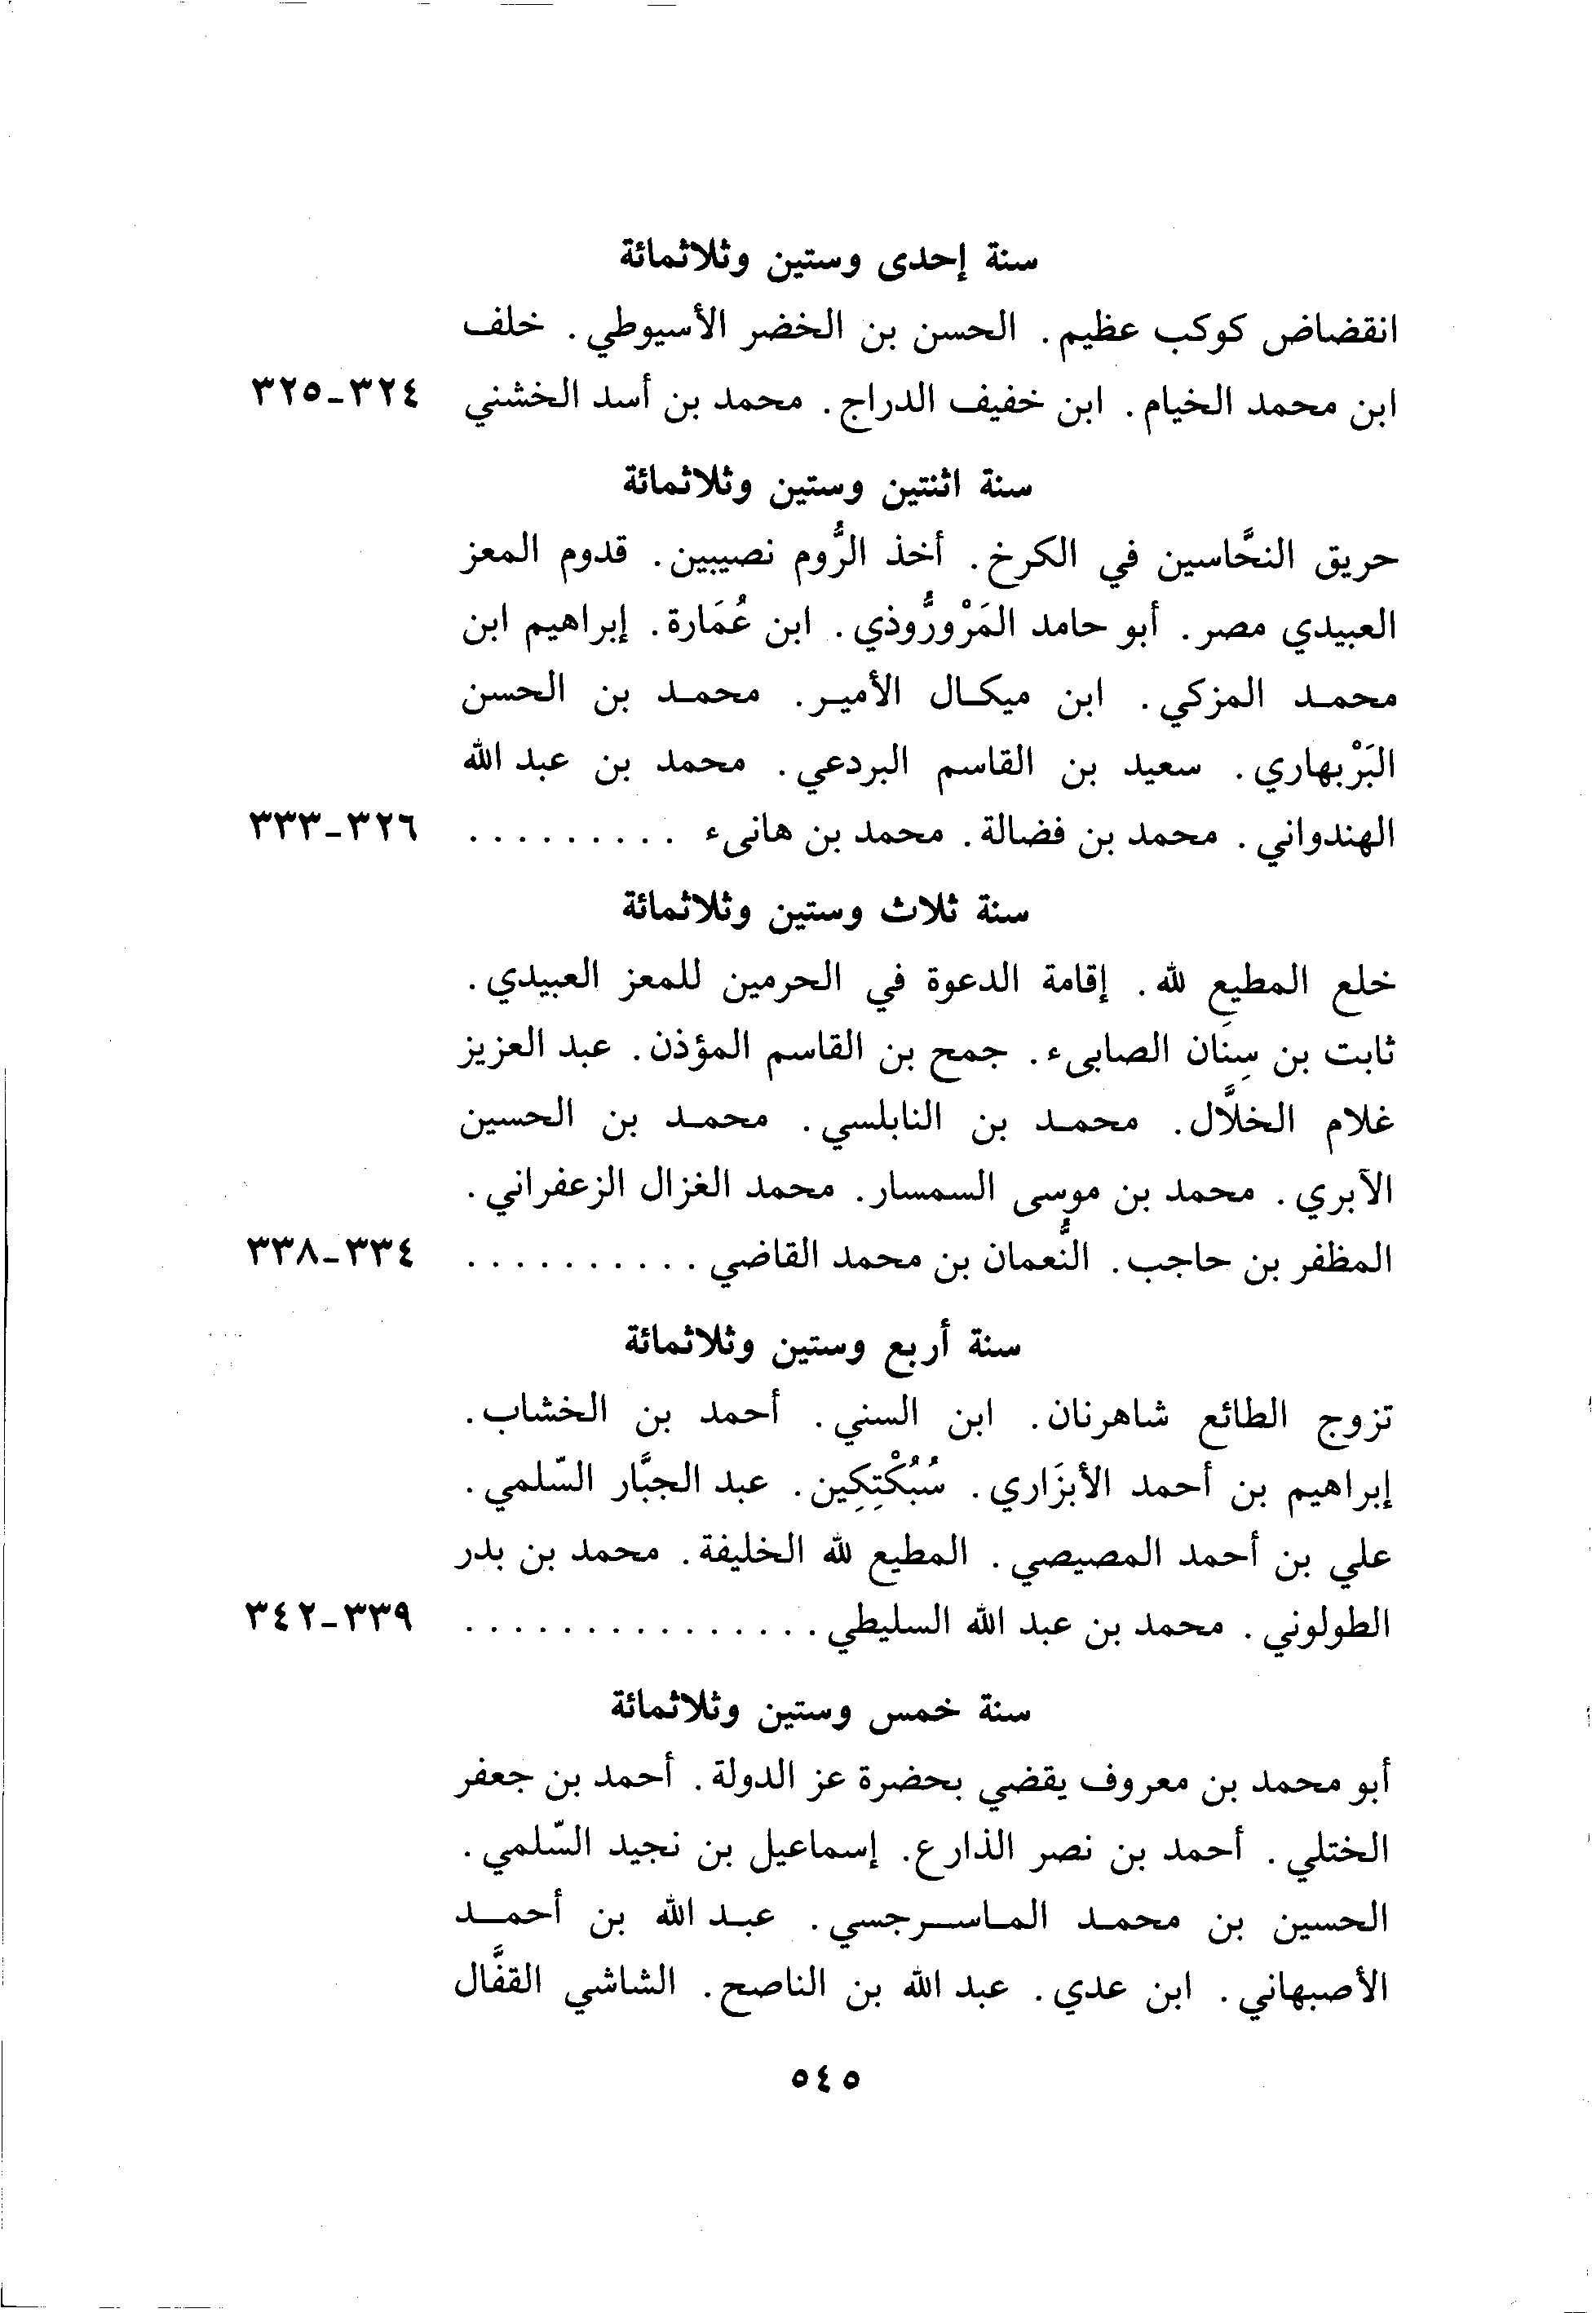 سنة إحدى وستين وثلاثمائة
انقضاض كوكب عظيم. الحسن بن الخضر الأسيوطي. خلف
ابن محمد الخيام. ابن خفيف الدراج. محمد بن أسد الخشني ٣٢٤-٣٢٥
سنة اثنتين وستين وثلاثمائة
حريق النحَّاسين في الكرخ. أخذ الرُّوم نصيبين. قدوم المعز
العبيدي مصر. أبو حامد المَرْورُّوذي. ابن عُمَارة. إبراهيم ابن
محمد المزكي. ابن ميكال الأمير. محمد بن الحسن
البَرْبهاري. سعيد بن القاسم البردعي. محمد بن عبد الله
الهندواني. محمد بن فضالة. محمد بن هانىء ......... ٣٢٦-٣٣٣
سنة ثلاث وستين وثلاثمائة
خلع المطيع لله. إقامة الدعوة في الحرمين للمعز العبيدي.
ثابت بن سِنَان الصابىء. جمح بن القاسم المؤذن. عبد العزيز
غلام الخلَّال. محمد بن النابلسي. محمد بن الحسين
الآبري. محمد بن موسى السمسار. محمد الغزال الزعفراني.
المظفر بن حاجب. النُّعمان بن محمد القاضي .......... ٣٣٤-٣٣٨
سنة أربع وستين وثلاثمائة
تزوج الطائع شاهرنان. ابن السني. أحمد بن الخشاب.
إبراهيم بن أحمد الأبزَاري. سُبُكْتِكِين. عبد الجبَّار السّلمي.
علي بن أحمد المصيصي. المطيع لله الخليفة. محمد بن بدر
الطولوني. محمد بن عبد الله السليطي ............... ٣٣٩-٣٤٢
سنة خمس وستين وثلاثمائة
أبو محمد بن معروف يقضي بحضرة عز الدولة. أحمد بن جعفر
الختلي. أحمد بن نصر الذارع. إسماعيل بن نجيد السّلمي.
الحسين بن محمد الماسرجسي. عبد الله بن أحمد
الأصبهاني. ابن عدي. عبد الله بن الناصح. الشاشي القفَّال
٥٤٥